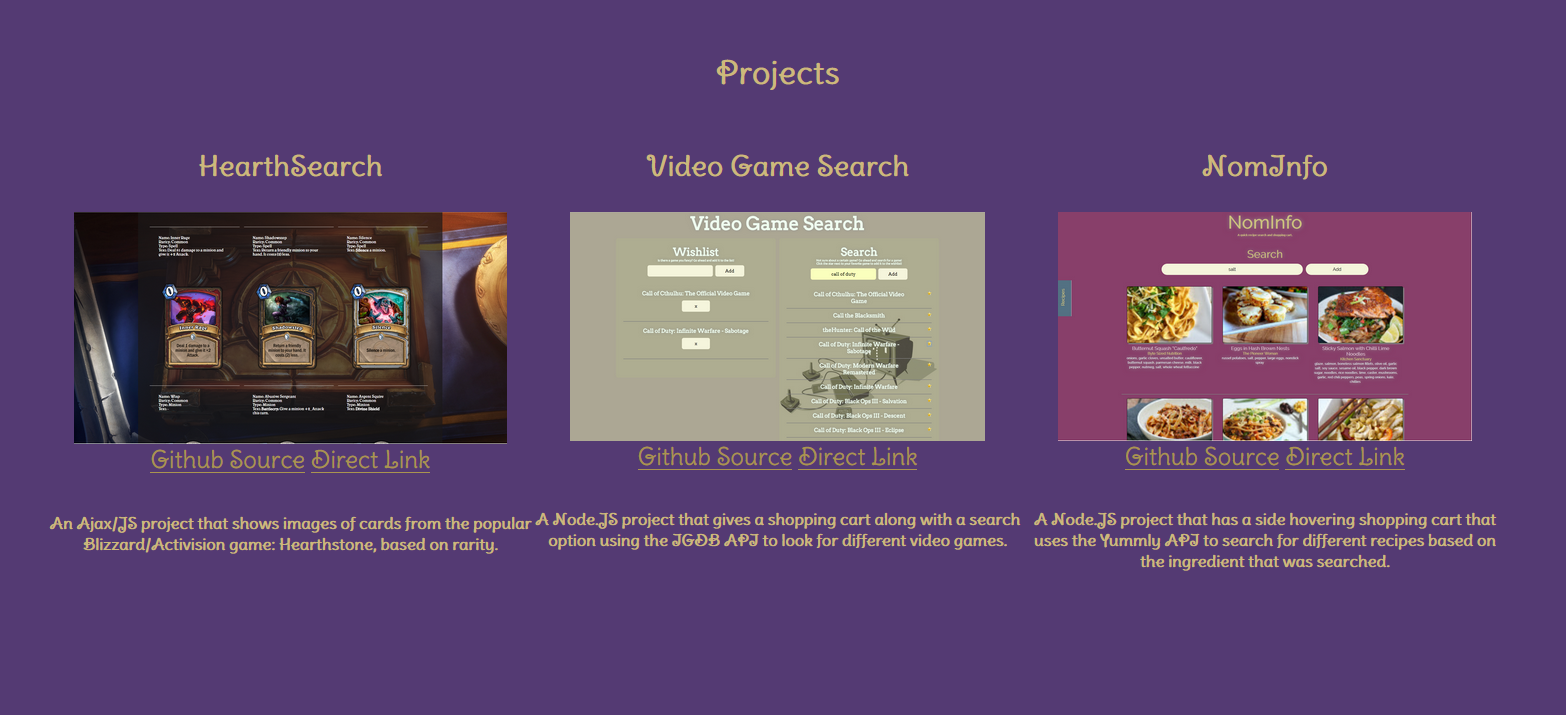 Projects
HearthSearch
Name: Inner Rage
Rarity: Common
Type: Spell
Text: Deal 1 damage to a minion and
give it +2 Attack.
Name: Shadowstep
Rarity: Common
Type: Spell
Text: Return a friendly minion to your
hand. It costs (2) less.
Name: Silence
Rarity: Common
Type: Spell
Text: Silence a minion.
0
0
0
Inner Rage
Shadowstep
Silence
Deal 1 damage to a
minion and give it +2
Attack.
Return a friendly
minion to your hand. It
costs (2) less.
Silence a minion.
Name: Wisp
Rarity: Common
Type: Minion
Text:
Name: Abusive Sergeant
Rarity: Common
Type: Minion
Text: Battlecry: Give a minion +2 Attack
this turn.
Name: Argent Squire
Rarity: Common
Type: Minion
Text: Divine Shield
Github Source Direct Link
An Ajax/JS project that shows images of cards from the popular
Blizzard/Activision game: Hearthstone, based on rarity.
Video Game Search
Video Game Search
Wishlist
Add
Call of Cthulhu: The Official Video Game
x
Call of Duty: Infinite Warfare - Sabotage
x
Search
call of duty
Add
Call of Cthulhu: The Official Video
Game
Call the Blacksmith
theHunter: Call of the Wild
Call of Duty: Infinite Warfare -
Sabotage
Call of Duty: Modern Warfare
Remastered
Call of Duty: Infinite Warfare
Call of Duty: Black Ops III - Salvation
Call of Duty: Black Ops III - Descent
Call of Duty: Black Ops III - Eclipse
Github Source Direct Link
A Node.JS project that gives a shopping cart along with a search
option using the IGDB API to look for different video games.
NomInfo
NomInfo
Search
Add
Recipes
Butternut Squash "Cauifredo"
Eggs in Hash Brown Nests
The Pioneer Woman
Sticky Salmon with Chili Lime
Noodles
Kitchen Sanctuary
Github Source Direct Link
A Node.JS project that has a side hovering shopping cart that
uses the Yummly API to search for different recipes based on
the ingredient that was searched.